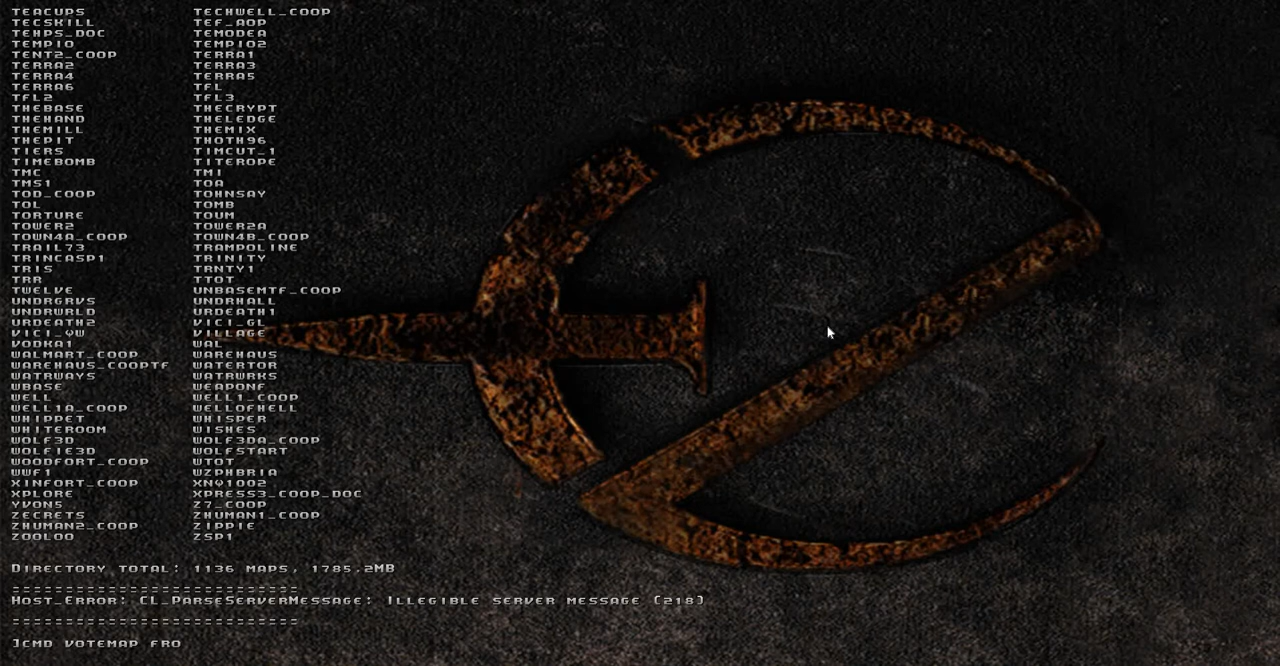 TEACUPS TECHWELL_COOP
TECSKILL TEF_AOP
TEHPS_DOC TEMODEA
TEMPIO TEMPIO2
TENT2_COOP TERRA1
TERRA2 TERRA3
TERRA4 TERRA5
TERRA6 TFL
TFL2 TFL3
THEBASE THECRYPT
THEHAND THELEDGE
THEMILL THEMIX
THEPIT THOTH96
TIERS TIMCUT_1
TIMEBOMB TITEROPE
TMC TMI
TMS1 TOA
TOD_COOP TOHNSAY
TOL TOMB
TORTURE TOUM
TOWER2 TOWER2A
TOWN4A_COOP TOWN4B_COOP
TRAIL73 TRAMPOLINE
TRINCASP1 TRINITY
TRIS TRNTY1
TRR TTOT
TWELVE UNBASEMTF_COOP
UNDRGRVS UNDRHALL
UNDRWRLD URDEATH1
URDEATH2 VICI_GL
VICI_QW VILLAGE
VODKA1 WAL
WALMART_COOP WAREHAUS
WAREHAUS_COOPTF WATERTOR
WATRWAYS WATRWRKS
WBASE WEAPONF
WELL WELL1_COOP
WELL1A_COOP WELLOFHELL
WHIPPET WHISPER
WHITEROOM WISHES
WOLF3D WOLF3DA_COOP
WOLFIE3D WOLFSTART
WOODFORT_COOP WTOT
WWF1 WZPHBRIA
XINFORT_COOP XNQ1002
XPLORE XPRESS3_COOP_DOC
YVON5 Z7_COOP
ZECRETS ZHUMAN1_COOP
ZHUMAN2_COOP ZIPPIE
ZOOLOO ZSP1
DIRECTORY TOTAL: 1136 MAPS, 1785.2MB
===========================
HOST_ERROR: CL_PARSESERVERMESSAGE: ILLEGIBLE SERVER MESSAGE (218)
===========================
]CMD VOTEMAP FRO